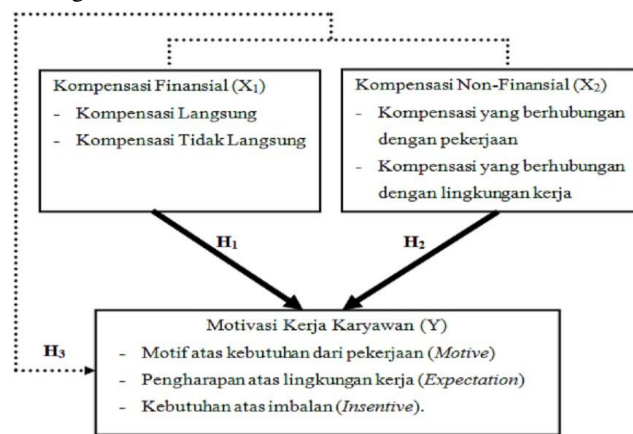 Kompensasi Finansial (X₁)
- Kompensasi Langsung
- Kompensasi Tidak Langsung
Kompensasi Non-Finansial (X₂)
- Kompensasi yang berhubungan
dengan pekerjaan
- Kompensasi yang berhubungan
dengan lingkungan kerja
H₁
H₂
H₃
Motivasi Kerja Karyawan (Y)
- Motif atas kebutuhan dari pekerjaan (Motive)
- Pengharapan atas lingkungan kerja (Expectation)
- Kebutuhan atas imbalan (Insentive).